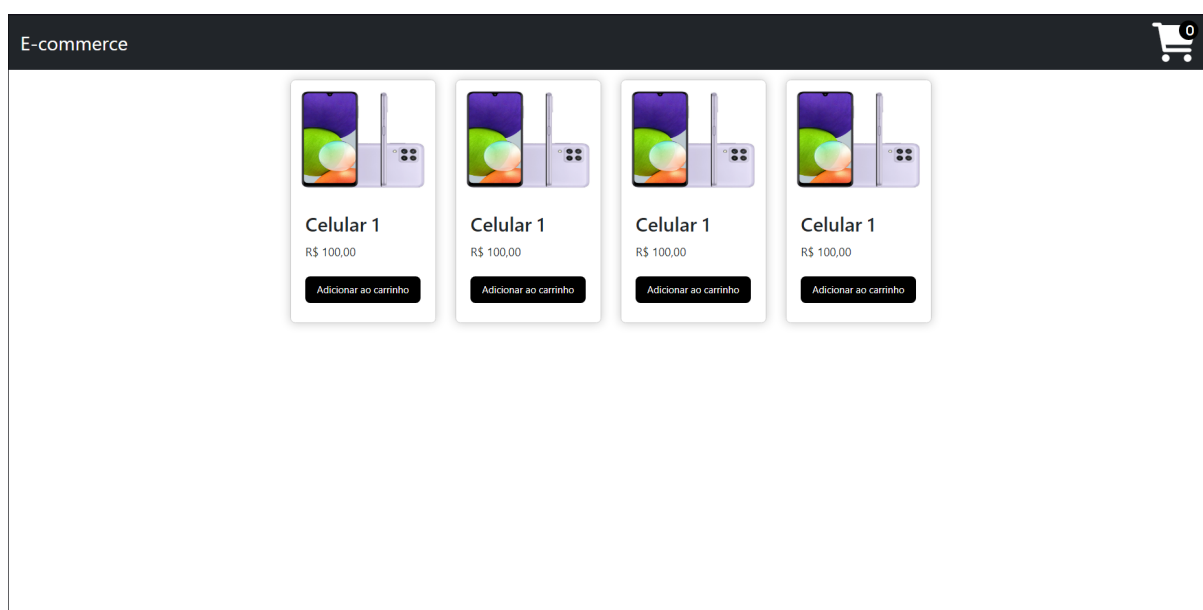 E-commerce
0
Celular 1
R$ 100,00
Adicionar ao carrinho
Celular 1
R$ 100,00
Adicionar ao carrinho
Celular 1
R$ 100,00
Adicionar ao carrinho
Celular 1
R$ 100,00
Adicionar ao carrinho